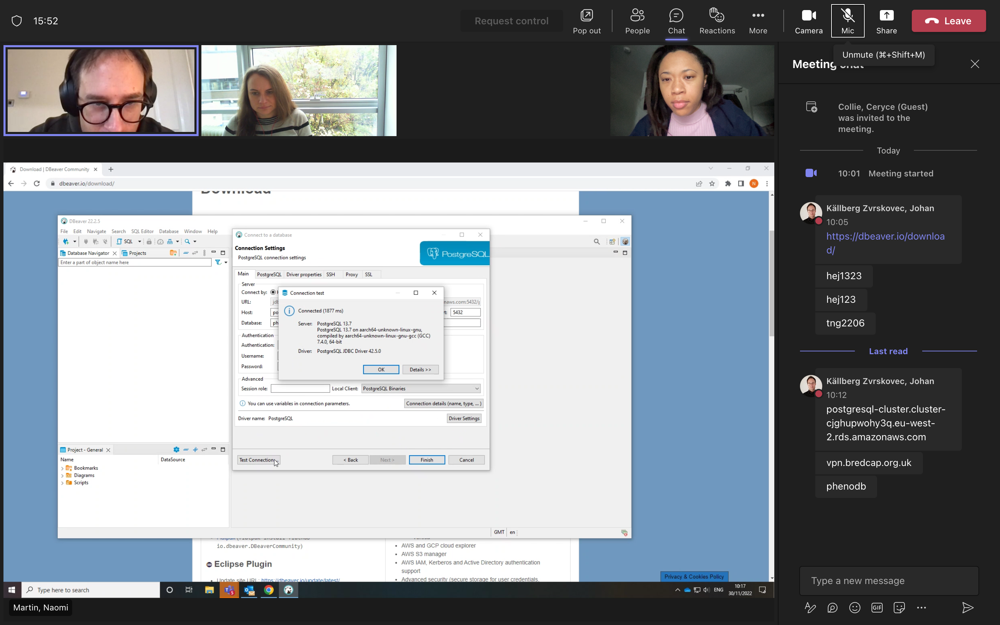 15:52
Request control
Pop out
People
Chat
Reactions
More
Camera
Mic
Share
Leave
Unmute (⌘+Shift+M)
Meeting chat
Collie, Ceryce (Guest)
was invited to the
meeting.
Today
10:01 Meeting started
Källberg Zvrskovec, Johan
10:05
https://dbeaver.io/downloa
d/
hej1323
hej123
tng2206
Last read
Källberg Zvrskovec, Johan
10:12
postgresql-cluster.cluster-
cjghupwohy3q.eu-west-
2.rds.amazonaws.com
vpn.bredcap.org.uk
phenodb
Type a new message
GIF
Download | DBeaver Community
dbeaver.io/download/
N
Download
DBeaver 22.2.5
File Edit Navigate Search SQL Editor Database Window Help
SQL
Database Navigator Projects
Enter a part of object name here
Connect to a database
Connection Settings
PostgreSQL connection settings
PostgreSQL
Main PostgreSQL Driver properties SSH Proxy SSL
Server
Connect by:
URL: jdb naws.com:5432/p
Host: po 5432
Database: ph
Authentication
Authentication:
Username:
Password:
Connection test
Connected (1877 ms)
Server: PostgreSQL 13.7
PostgreSQL 13.7 on aarch64-unknown-linux-gnu,
compiled by aarch64-unknown-linux-gnu-gcc (GCC)
7.4.0, 64-bit
Driver: PostgreSQL JDBC Driver 42.5.0
OK Details >>
Advanced
Session role: Local Client: PostgreSQL Binaries
You can use variables in connection parameters.
Connection details (name, type, ... )
Driver name: PostgreSQL
Driver Settings
Test Connection ...
< Back Next > Finish Cancel
Project - General
Name DataSource
Bookmarks
Diagrams
Scripts
GMT en
io.dbeaver.DBeaverCommunity)
Eclipse Plugin
Update site URL: https://dbeaver.io/update/latest/
AWS and GCP cloud explorer
AWS S3 manager
AWS IAM, Kerberos and Active Directory authentication
support
Advanced security (secure storage for user credentials,
Privacy & Cookies Policy
Type here to search
ENG
10:17
30/11/2022
Martin, Naomi